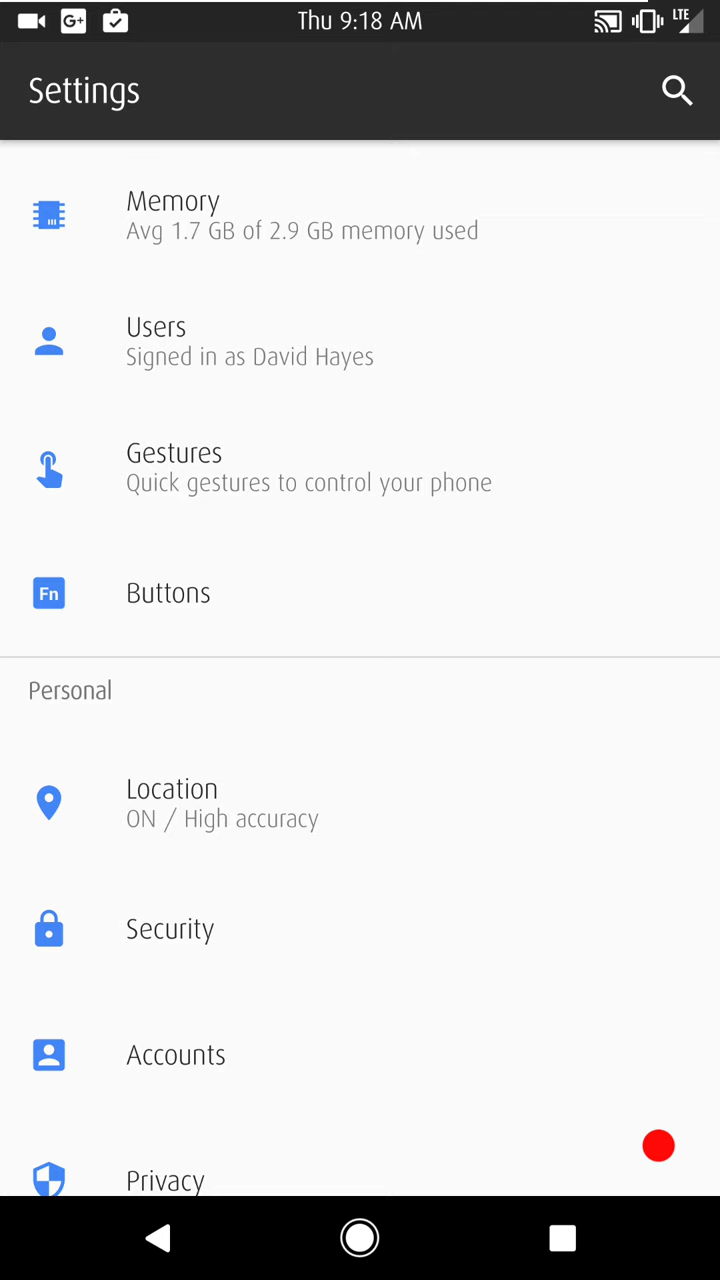 G+
Thu 9:18 AM
LTE
Settings
Memory
Avg 1.7 GB of 2.9 GB memory used
Users
Signed in as David Hayes
Gestures
Quick gestures to control your phone
Fn
Buttons
Personal
Location
ON / High accuracy
Security
Accounts
Privacy